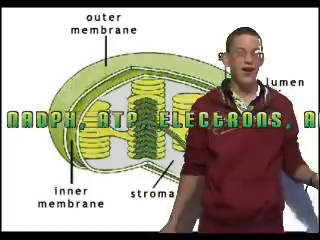 outer
membrane
lumen
NADPH, ATP, ELECTRONS, A
inner
membrane
stroma